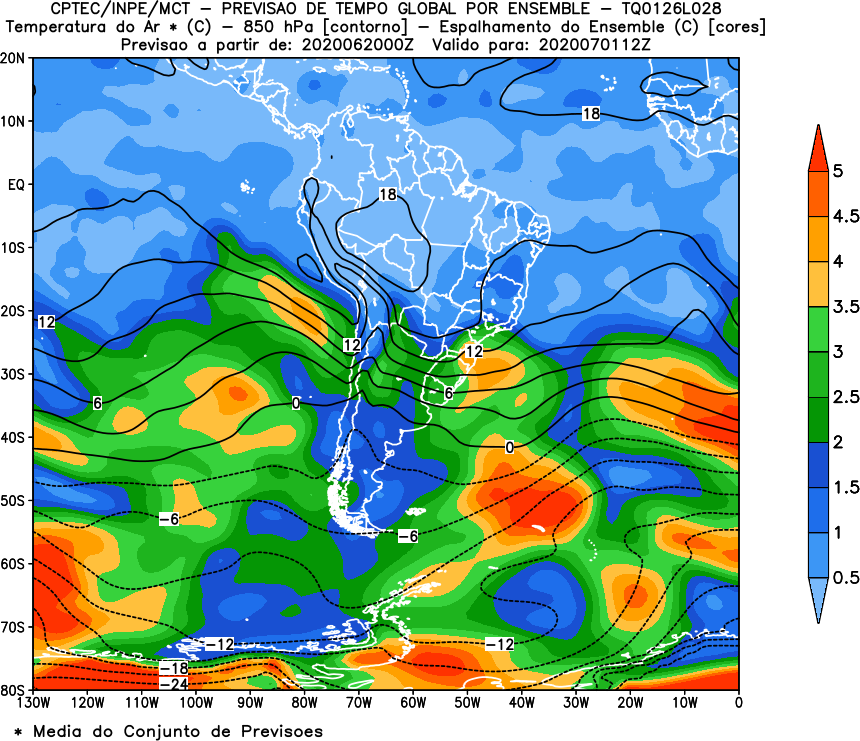 CPTEC/INPE/MCT − PREVISAO DE TEMPO GLOBAL POR ENSEMBLE − TQ0126L028
Temperatura do Ar * (C) − 850 hPa [contorno] − Espalhamento do Ensemble (C) [cores]
Previsao a partir de: 2020062000Z Valido para: 2020070112Z
20N
10N
EQ
10S
20S
30S
40S
50S
60S
70S
80S
18
18
12
12
12
6
6
0
0
−6
−6
−12
−12
−18
−24
5
4.5
4
3.5
3
2.5
2
1.5
1
0.5
130W 120W 110W 100W 90W 80W 70W 60W 50W 40W 30W 20W 10W 0
* Media do Conjunto de Previsoes